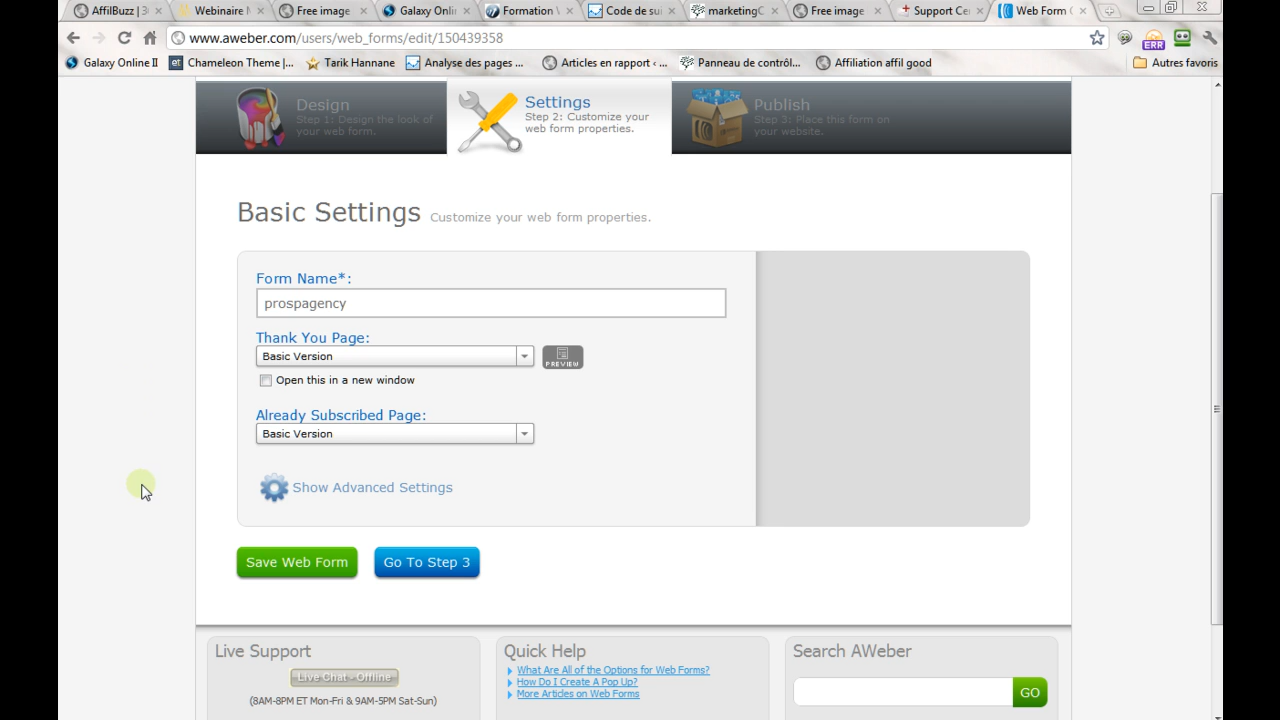 AffilBuzz | 3
Webinaire
Free image
Galaxy Onli
Formation
Code de sui
marketingC
Free image
Support Ce
Web Form
www.aweber.com/users/web_forms/edit/150439358
ERR
Galaxy Online II
Chameleon Theme |...
Tarik Hannane
Analyse des pages ...
Articles en rapport ‹ ...
Panneau de contrôl...
Affiliation affil good
Autres favoris
Design
Step 1: Design the look of
your web form.
Settings
Step 2: Customize your
web form properties.
Publish
Step 3: Place this form on
your website.
Basic Settings Customize your web form properties.
Form Name*:
prospagency
Thank You Page:
Basic Version
PREVIEW
Open this in a new window
Already Subscribed Page:
Basic Version
Show Advanced Settings
Save Web Form
Go To Step 3
Live Support
Live Chat - Offline
(8AM-8PM ET Mon-Fri & 9AM-5PM Sat-Sun)
Quick Help
What Are All of the Options for Web Forms?
How Do I Create A Pop Up?
More Articles on Web Forms
Search AWeber
GO